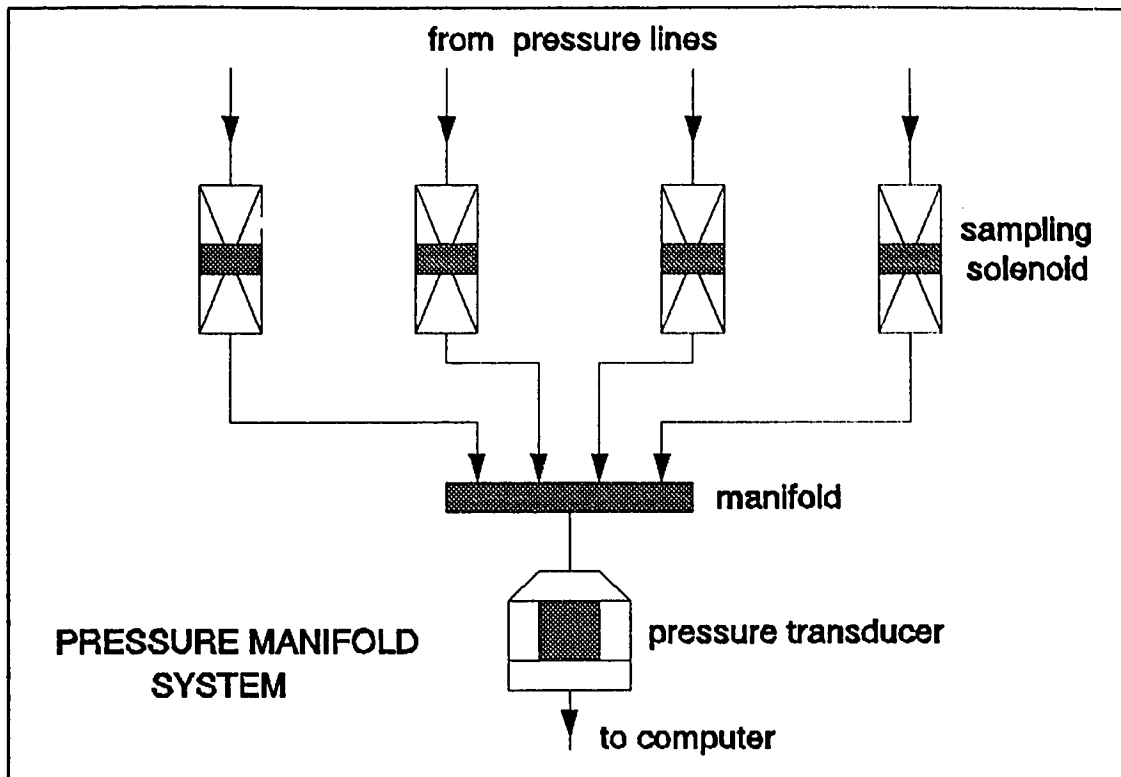 from pressure lines
sampling
solenoid
manifold
pressure transducer
PRESSURE MANIFOLD
SYSTEM
to computer